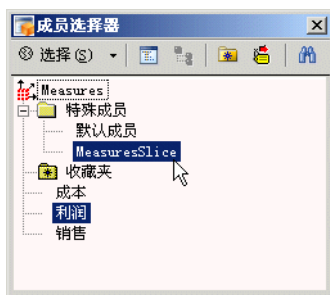 成员选择器
选择(S)
Measures
特殊成员
默认成员
MeasuresSlice
收藏夹
成本
利润
销售